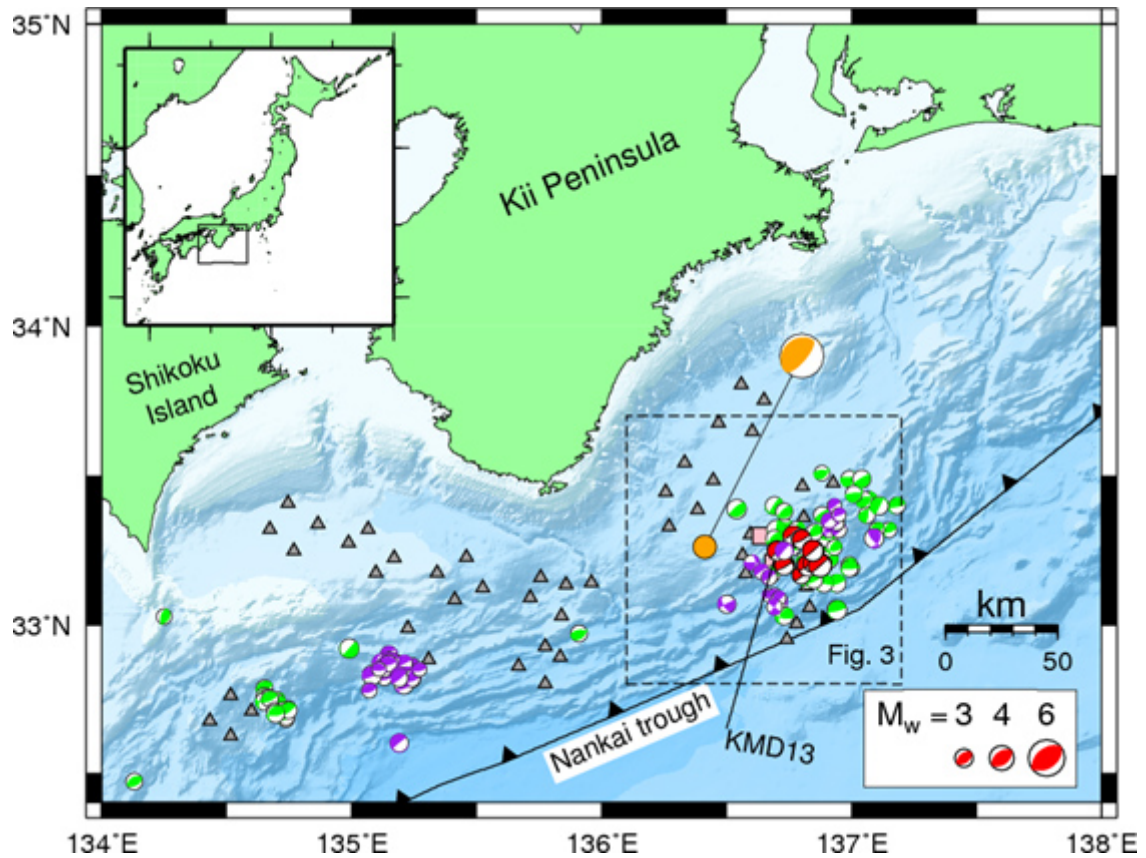 35˚N
Kii Peninsula
34˚N
Shikoku
Island
km
33˚N
0 50
Fig. 3
Nankai trough
KMD13
Mw = 3 4 6
134˚E 135˚E 136˚E 137˚E 138˚E